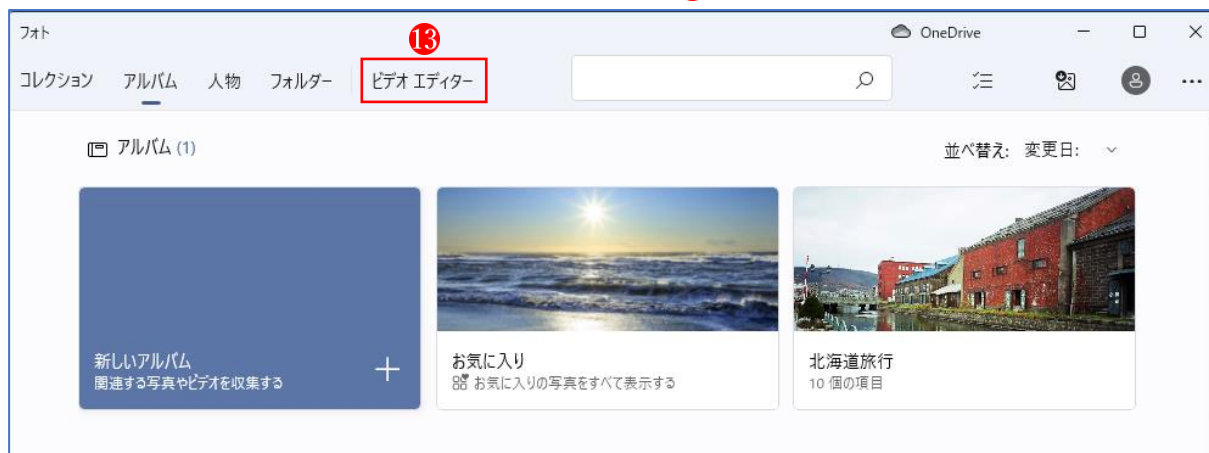 フォト
⓭
OneDrive
コレクション アルバム 人物 フォルダー ビデオ エディター
アルバム (1)
並べ替え: 変更日:
新しいアルバム
関連する写真やビデオを収集する
お気に入り
お気に入りの写真をすべて表示する
北海道旅行
10 個の項目